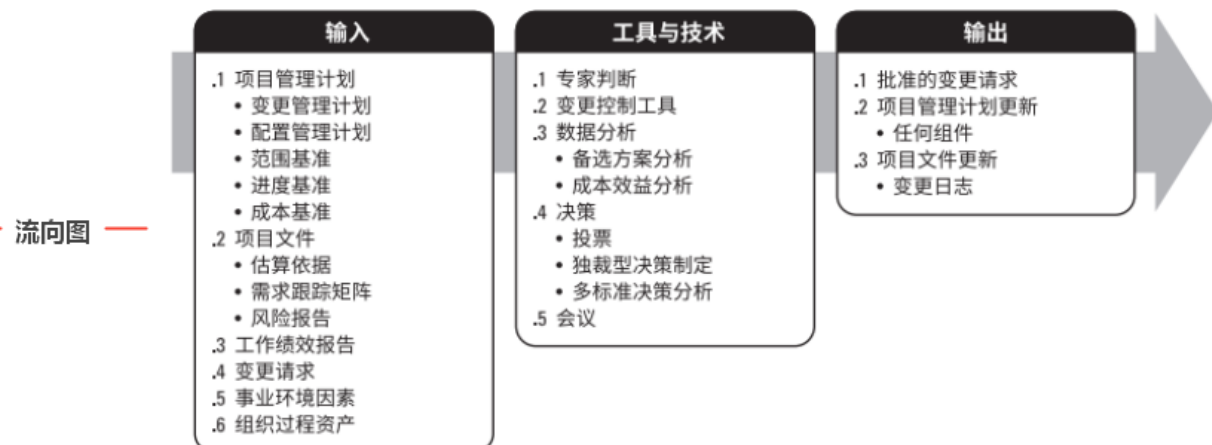 输入
.1 项目管理计划
• 变更管理计划
• 配置管理计划
• 范围基准
• 进度基准
• 成本基准
.2 项目文件
• 估算依据
• 需求跟踪矩阵
• 风险报告
.3 工作绩效报告
.4 变更请求
.5 事业环境因素
.6 组织过程资产
工具与技术
.1 专家判断
.2 变更控制工具
.3 数据分析
• 备选方案分析
• 成本效益分析
.4 决策
• 投票
• 独裁型决策制定
• 多标准决策分析
.5 会议
输出
.1 批准的变更请求
.2 项目管理计划更新
• 任何组件
.3 项目文件更新
• 变更日志
流向图